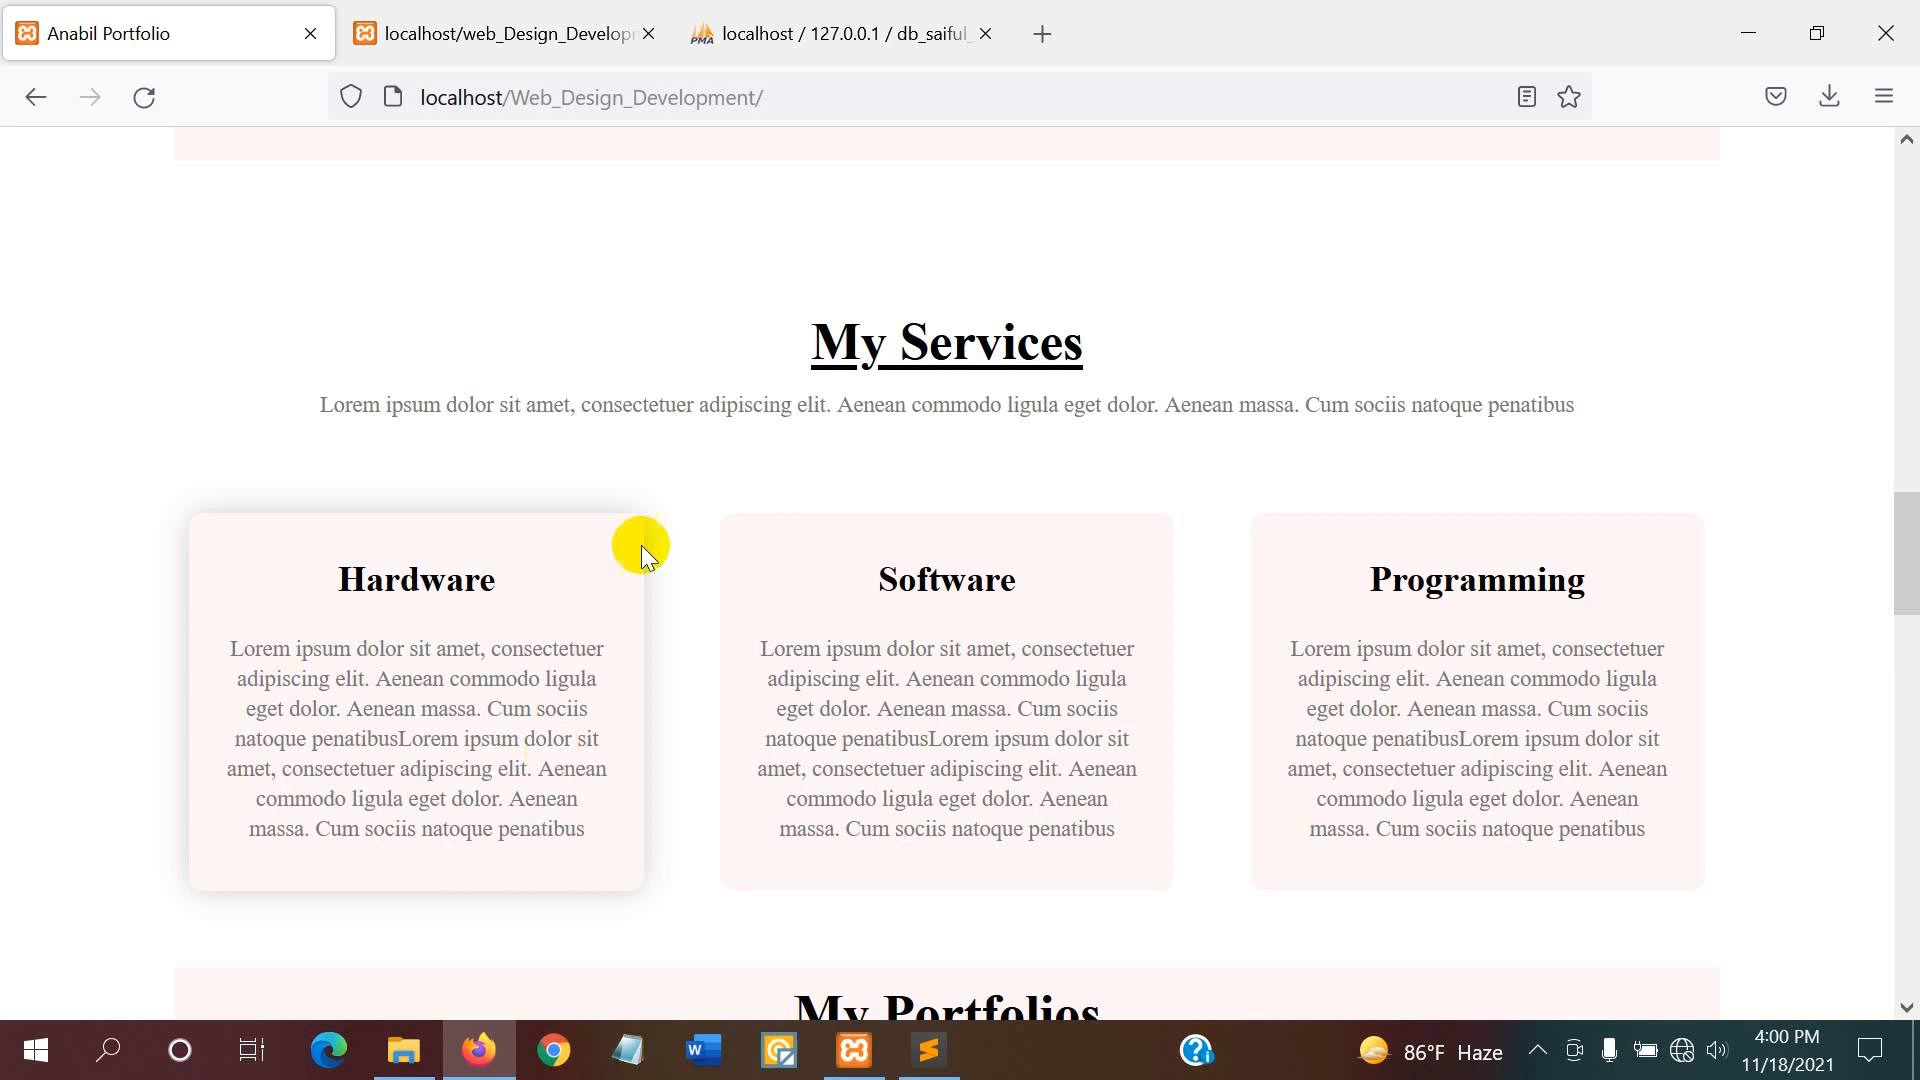 Anabil Portfolio
localhost/web_Design_Develop
PMA
localhost / 127.0.0.1 / db_saiful_
localhost/Web_Design_Development/
My Services
Lorem ipsum dolor sit amet, consectetuer adipiscing elit. Aenean commodo ligula eget dolor. Aenean massa. Cum sociis natoque penatibus
Hardware
Lorem ipsum dolor sit amet, consectetuer
adipiscing elit. Aenean commodo ligula
eget dolor. Aenean massa. Cum sociis
natoque penatibusLorem ipsum dolor sit
amet, consectetuer adipiscing elit. Aenean
commodo ligula eget dolor. Aenean
massa. Cum sociis natoque penatibus
Software
Lorem ipsum dolor sit amet, consectetuer
adipiscing elit. Aenean commodo ligula
eget dolor. Aenean massa. Cum sociis
natoque penatibusLorem ipsum dolor sit
amet, consectetuer adipiscing elit. Aenean
commodo ligula eget dolor. Aenean
massa. Cum sociis natoque penatibus
Programming
Lorem ipsum dolor sit amet, consectetuer
adipiscing elit. Aenean commodo ligula
eget dolor. Aenean massa. Cum sociis
natoque penatibusLorem ipsum dolor sit
amet, consectetuer adipiscing elit. Aenean
commodo ligula eget dolor. Aenean
massa. Cum sociis natoque penatibus
My Portfolios
86°F Haze
4:00 PM
11/18/2021